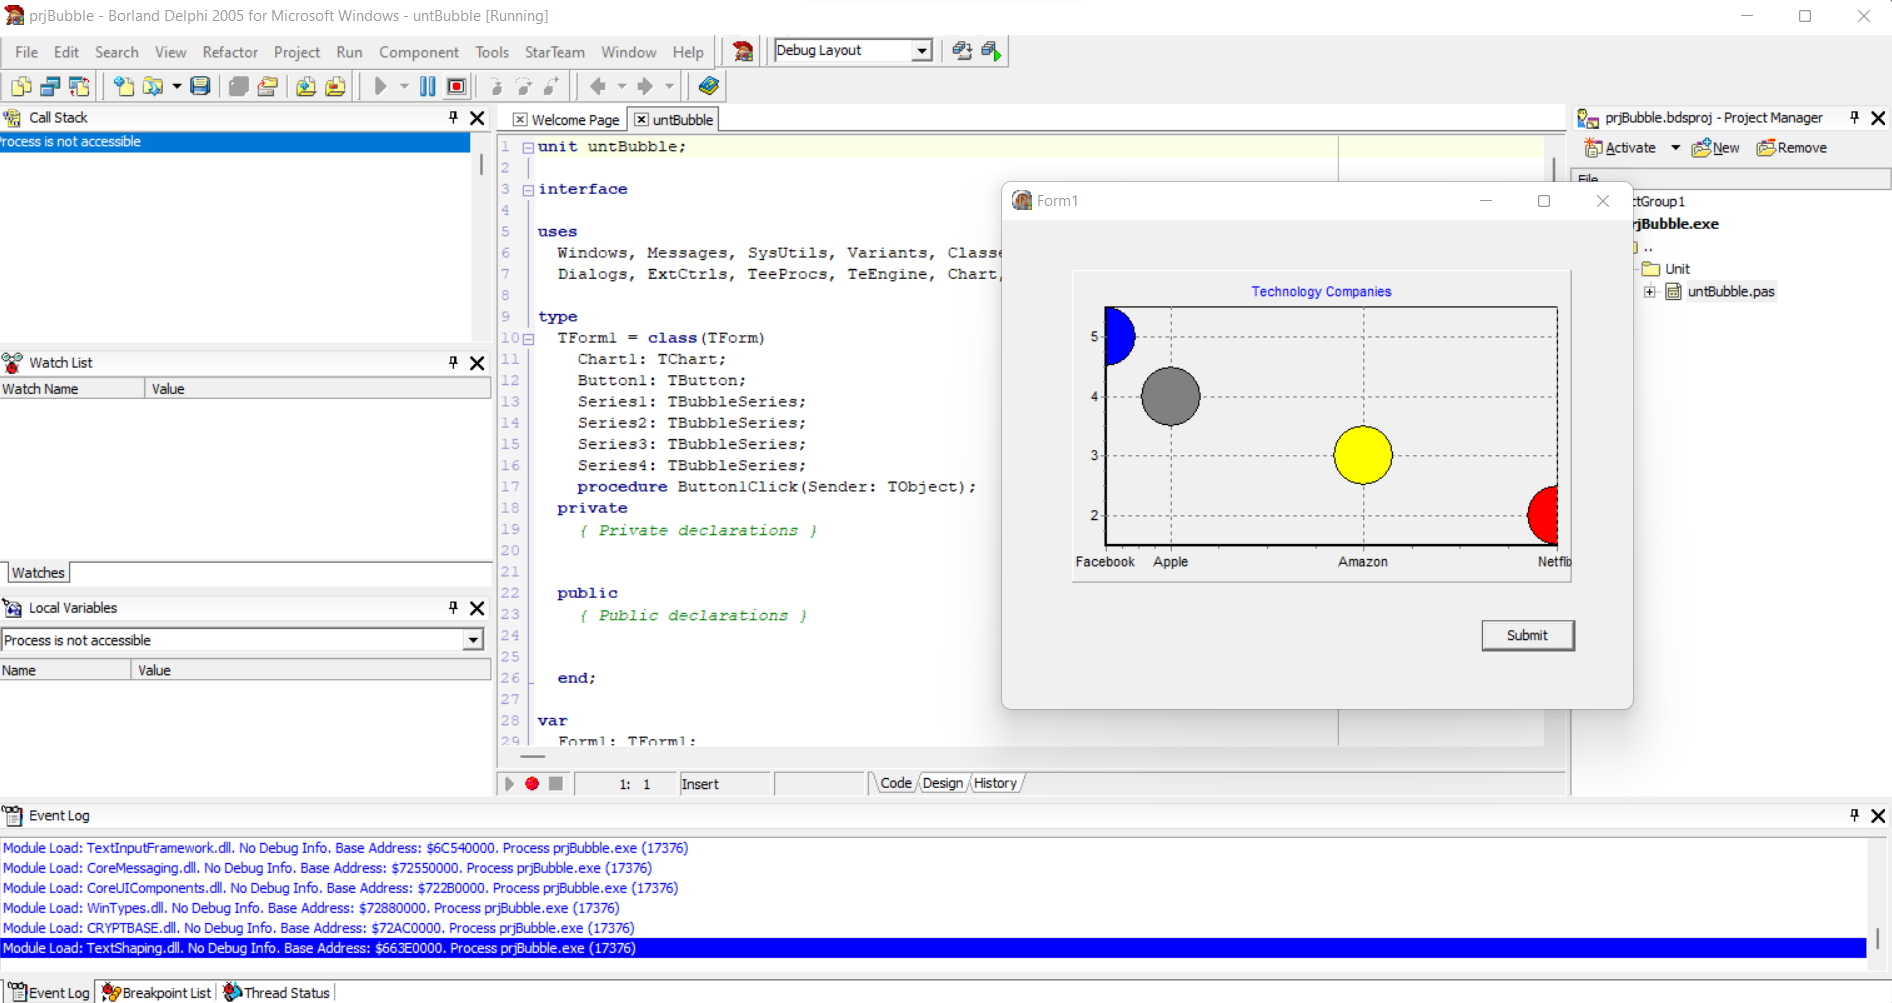 prjBubble - Borland Delphi 2005 for Microsoft Windows - untBubble [Running]
File Edit Search View Refactor Project Run Component Tools StarTeam Window Help
Debug Layout
Call Stack
rocess is not accessible
Watch List
Watch Name Value
Watches
Local Variables
Process is not accessible
Name Value
Welcome Page untBubble
1 unit untBubble;
2
3 interface
4
5 uses
6 Windows, Messages, SysUtils, Variants, Classe
7 Dialogs, ExtCtrls, TeeProcs, TeEngine, Chart,
8
9 type
10 TForm1 = class(TForm)
11 Chart1: TChart;
12 Button1: TButton;
13 Series1: TBubbleSeries;
14 Series2: TBubbleSeries;
15 Series3: TBubbleSeries;
16 Series4: TBubbleSeries;
17 procedure Button1Click(Sender: TObject);
18 private
19 { Private declarations }
20
21
22 public
23 { Public declarations }
24
25
26 end;
27
28 var
29 Form1: TForm1;
1: 1 Insert
Code Design History
Form1
Technology Companies
5
4
3
2
Facebook Apple Amazon Netflix
Submit
prjBubble.bdsproj - Project Manager
Activate New Remove
File
ctGroup1
rjBubble.exe
..
Unit
untBubble.pas
Event Log
Module Load: TextInputFramework.dll. No Debug Info. Base Address: $6C540000. Process prjBubble.exe (17376)
Module Load: CoreMessaging.dll. No Debug Info. Base Address: $72550000. Process prjBubble.exe (17376)
Module Load: CoreUIComponents.dll. No Debug Info. Base Address: $722B0000. Process prjBubble.exe (17376)
Module Load: WinTypes.dll. No Debug Info. Base Address: $72880000. Process prjBubble.exe (17376)
Module Load: CRYPTBASE.dll. No Debug Info. Base Address: $72AC0000. Process prjBubble.exe (17376)
Module Load: TextShaping.dll. No Debug Info. Base Address: $663E0000. Process prjBubble.exe (17376)
Event Log Breakpoint List Thread Status